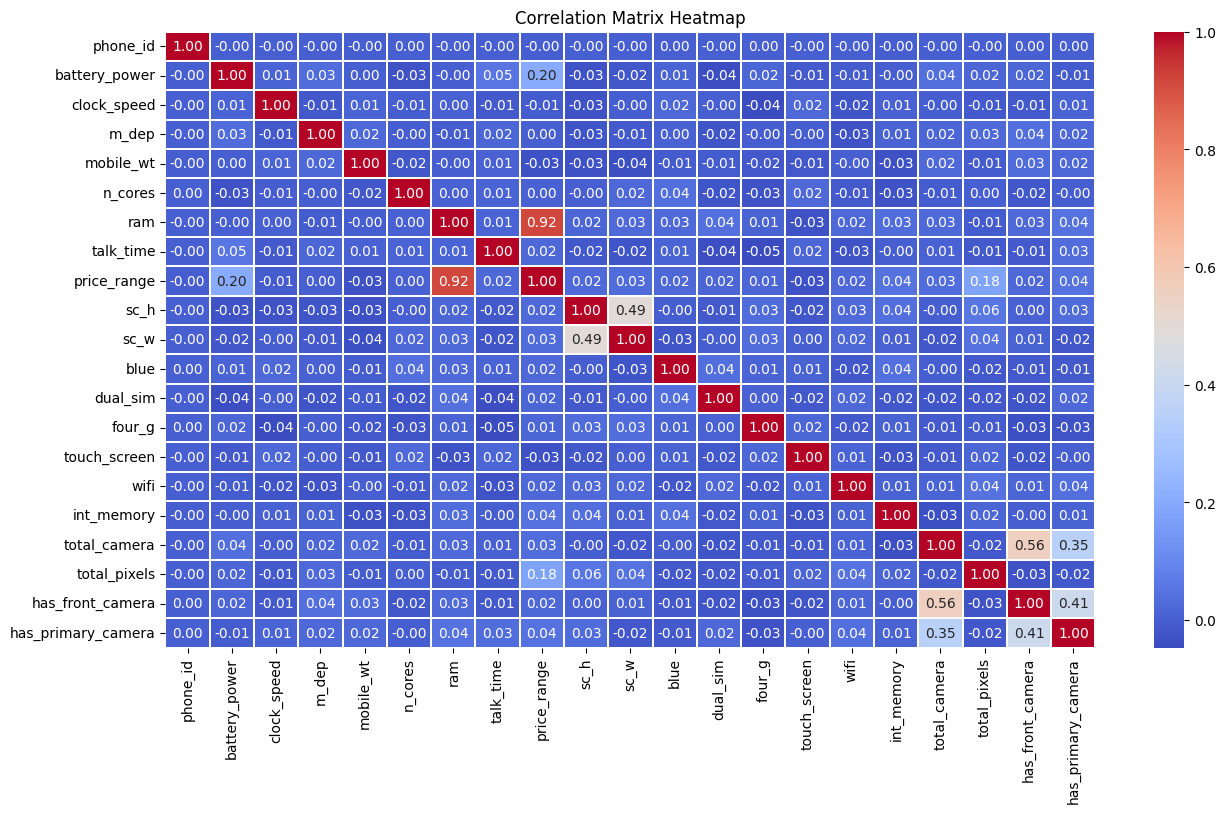 Correlation Matrix Heatmap
phone_id 1.00 -0.00 -0.00 -0.00 -0.00 0.00 -0.00 -0.00 -0.00 -0.00 -0.00 0.00 -0.00 0.00 -0.00 -0.00 -0.00 -0.00 -0.00 0.00 0.00
battery_power -0.00 1.00 0.01 0.03 0.00 -0.03 -0.00 0.05 0.20 -0.03 -0.02 0.01 -0.04 0.02 -0.01 -0.01 -0.00 0.04 0.02 0.02 -0.01
clock_speed -0.00 0.01 1.00 -0.01 0.01 -0.01 0.00 -0.01 -0.01 -0.03 -0.00 0.02 -0.00 -0.04 0.02 -0.02 0.01 -0.00 -0.01 -0.01 0.01
m_dep -0.00 0.03 -0.01 1.00 0.02 -0.00 -0.01 0.02 0.00 -0.03 -0.01 0.00 -0.02 -0.00 -0.00 -0.03 0.01 0.02 0.03 0.04 0.02
mobile_wt -0.00 0.00 0.01 0.02 1.00 -0.02 -0.00 0.01 -0.03 -0.03 -0.04 -0.01 -0.01 -0.02 -0.01 -0.00 -0.03 0.02 -0.01 0.03 0.02
n_cores 0.00 -0.03 -0.01 -0.00 -0.02 1.00 0.00 0.01 0.00 -0.00 0.02 0.04 -0.02 -0.03 0.02 -0.01 -0.03 -0.01 0.00 -0.02 -0.00
ram -0.00 -0.00 0.00 -0.01 -0.00 0.00 1.00 0.01 0.92 0.02 0.03 0.03 0.04 0.01 -0.03 0.02 0.03 0.03 -0.01 0.03 0.04
talk_time -0.00 0.05 -0.01 0.02 0.01 0.01 0.01 1.00 0.02 -0.02 -0.02 0.01 -0.04 -0.05 0.02 -0.03 -0.00 0.01 -0.01 -0.01 0.03
price_range -0.00 0.20 -0.01 0.00 -0.03 0.00 0.92 0.02 1.00 0.02 0.03 0.02 0.02 0.01 -0.03 0.02 0.04 0.03 0.18 0.02 0.04
sc_h -0.00 -0.03 -0.03 -0.03 -0.03 -0.00 0.02 -0.02 0.02 1.00 0.49 -0.00 -0.01 0.03 -0.02 0.03 0.04 -0.00 0.06 0.00 0.03
sc_w -0.00 -0.02 -0.00 -0.01 -0.04 0.02 0.03 -0.02 0.03 0.49 1.00 -0.03 -0.00 0.03 0.00 0.02 0.01 -0.02 0.04 0.01 -0.02
blue 0.00 0.01 0.02 0.00 -0.01 0.04 0.03 0.01 0.02 -0.00 -0.03 1.00 0.04 0.01 0.01 -0.02 0.04 -0.00 -0.02 -0.01 -0.01
dual_sim -0.00 -0.04 -0.00 -0.02 -0.01 -0.02 0.04 -0.04 0.02 -0.01 -0.00 0.04 1.00 0.00 -0.02 0.02 -0.02 -0.02 -0.02 -0.02 0.02
four_g 0.00 0.02 -0.04 -0.00 -0.02 -0.03 0.01 -0.05 0.01 0.03 0.03 0.01 0.00 1.00 0.02 -0.02 0.01 -0.01 -0.01 -0.03 -0.03
touch_screen -0.00 -0.01 0.02 -0.00 -0.01 0.02 -0.03 0.02 -0.03 -0.02 0.00 0.01 -0.02 0.02 1.00 0.01 -0.03 -0.01 0.02 -0.02 -0.00
wifi -0.00 -0.01 -0.02 -0.03 -0.00 -0.01 0.02 -0.03 0.02 0.03 0.02 -0.02 0.02 -0.02 0.01 1.00 0.01 0.01 0.04 0.01 0.04
int_memory -0.00 -0.00 0.01 0.01 -0.03 -0.03 0.03 -0.00 0.04 0.04 0.01 0.04 -0.02 0.01 -0.03 0.01 1.00 -0.03 0.02 -0.00 0.01
total_camera -0.00 0.04 -0.00 0.02 0.02 -0.01 0.03 0.01 0.03 -0.00 -0.02 -0.00 -0.02 -0.01 -0.01 0.01 -0.03 1.00 -0.02 0.56 0.35
total_pixels -0.00 0.02 -0.01 0.03 -0.01 0.00 -0.01 -0.01 0.18 0.06 0.04 -0.02 -0.02 -0.01 0.02 0.04 0.02 -0.02 1.00 -0.03 -0.02
has_front_camera 0.00 0.02 -0.01 0.04 0.03 -0.02 0.03 -0.01 0.02 0.00 0.01 -0.01 -0.02 -0.03 -0.02 0.01 -0.00 0.56 -0.03 1.00 0.41
has_primary_camera 0.00 -0.01 0.01 0.02 0.02 -0.00 0.04 0.03 0.04 0.03 -0.02 -0.01 0.02 -0.03 -0.00 0.04 0.01 0.35 -0.02 0.41 1.00
phone_id
battery_power
clock_speed
m_dep
mobile_wt
n_cores
ram
talk_time
price_range
sc_h
sc_w
blue
dual_sim
four_g
touch_screen
wifi
int_memory
total_camera
total_pixels
has_front_camera
has_primary_camera
1.0
0.8
0.6
0.4
0.2
0.0